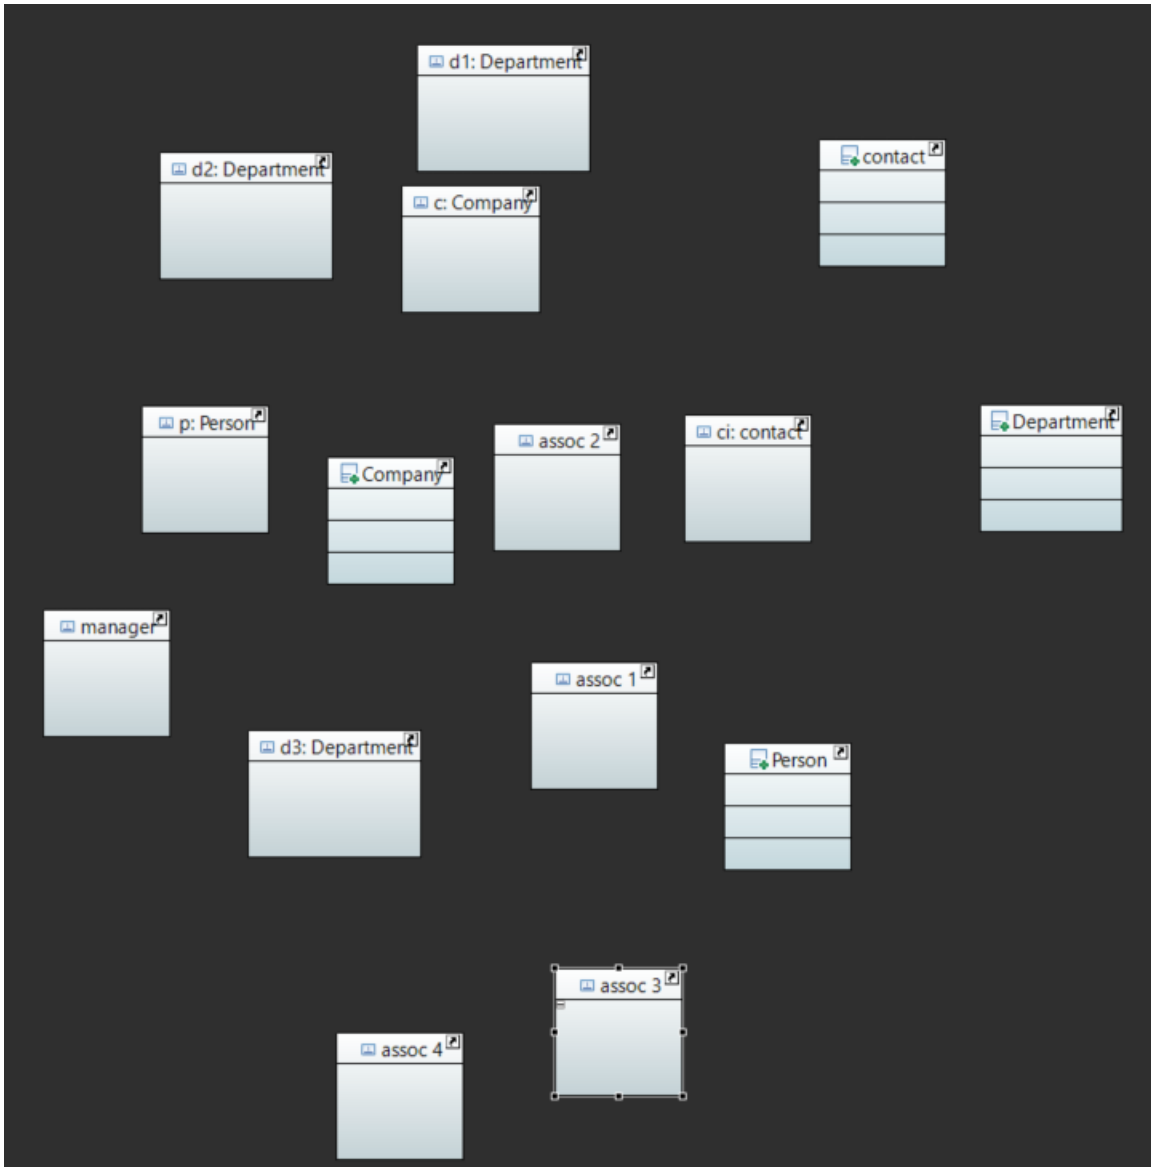 d1: Department
contact
d2: Department
c: Company
p: Person
assoc 2
ci: contact
Department
Company
manager
assoc 1
d3: Department
Person
assoc 3
assoc 4